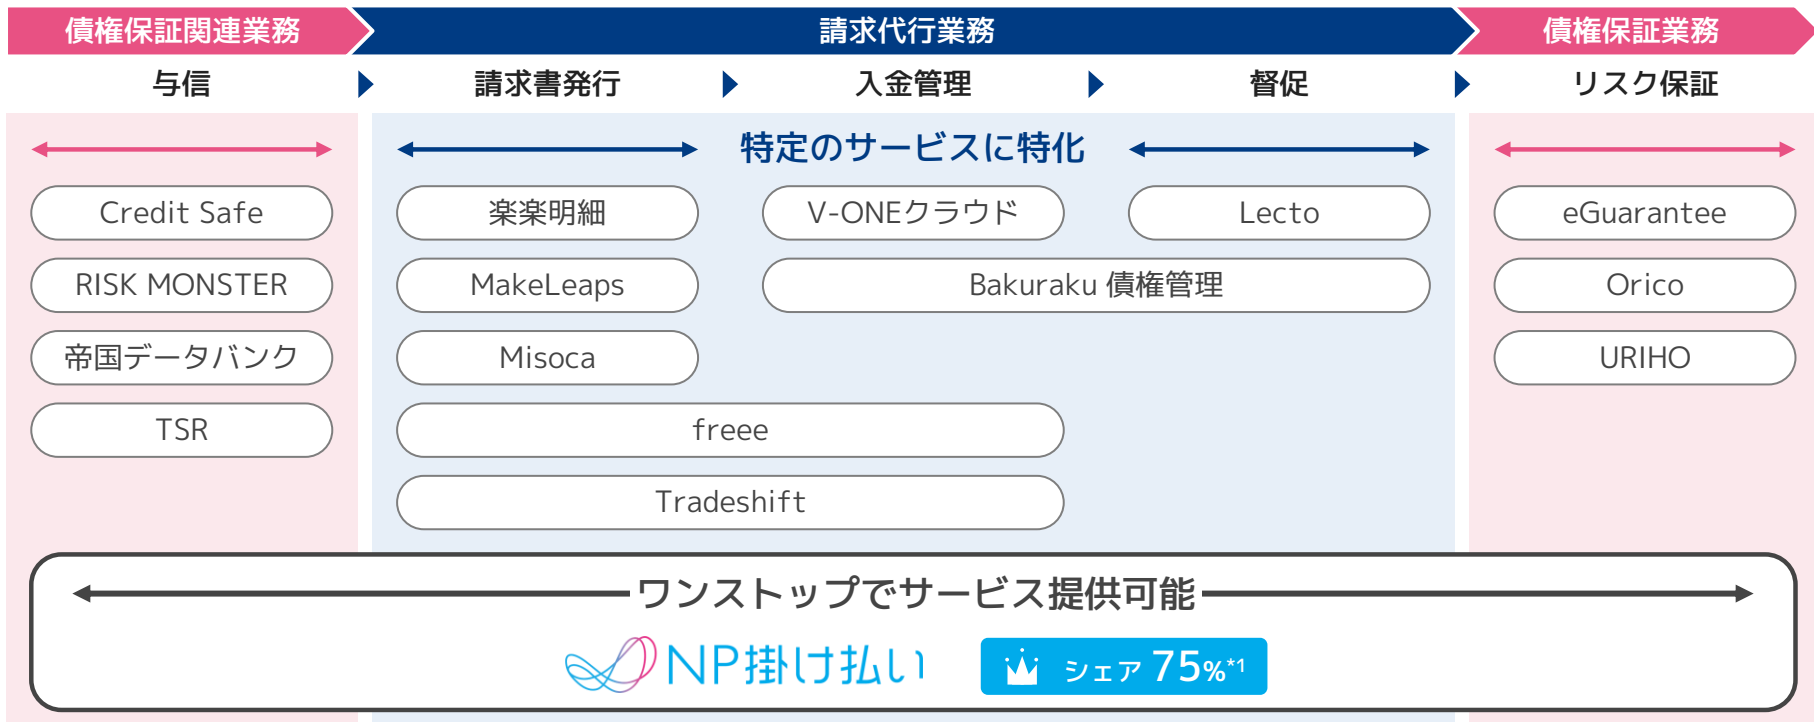 債権保証関連業務 請求代行業務 債権保証業務
与信 請求書発行 入金管理 督促 リスク保証
特定のサービスに特化
Credit Safe 楽楽明細 V-ONEクラウド Lecto eGuarantee
RISK MONSTER MakeLeaps Bakuraku 債権管理 Orico
帝国データバンク Misoca URIHO
TSR freee
Tradeshift
ワンストップでサービス提供可能
NP掛け払い シェア 75%*1